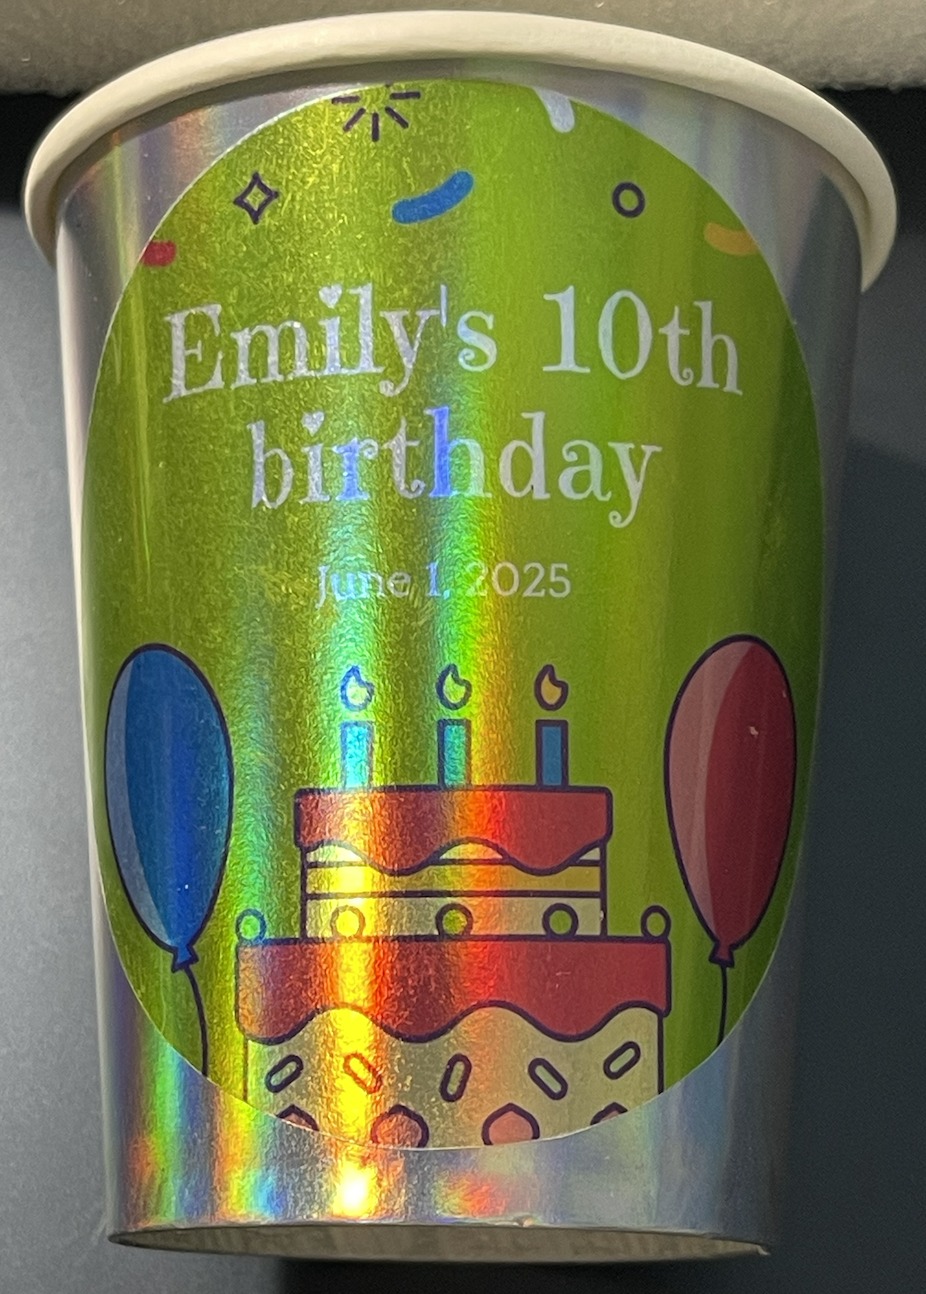 Emily's 10th
birthday
June 1, 2025